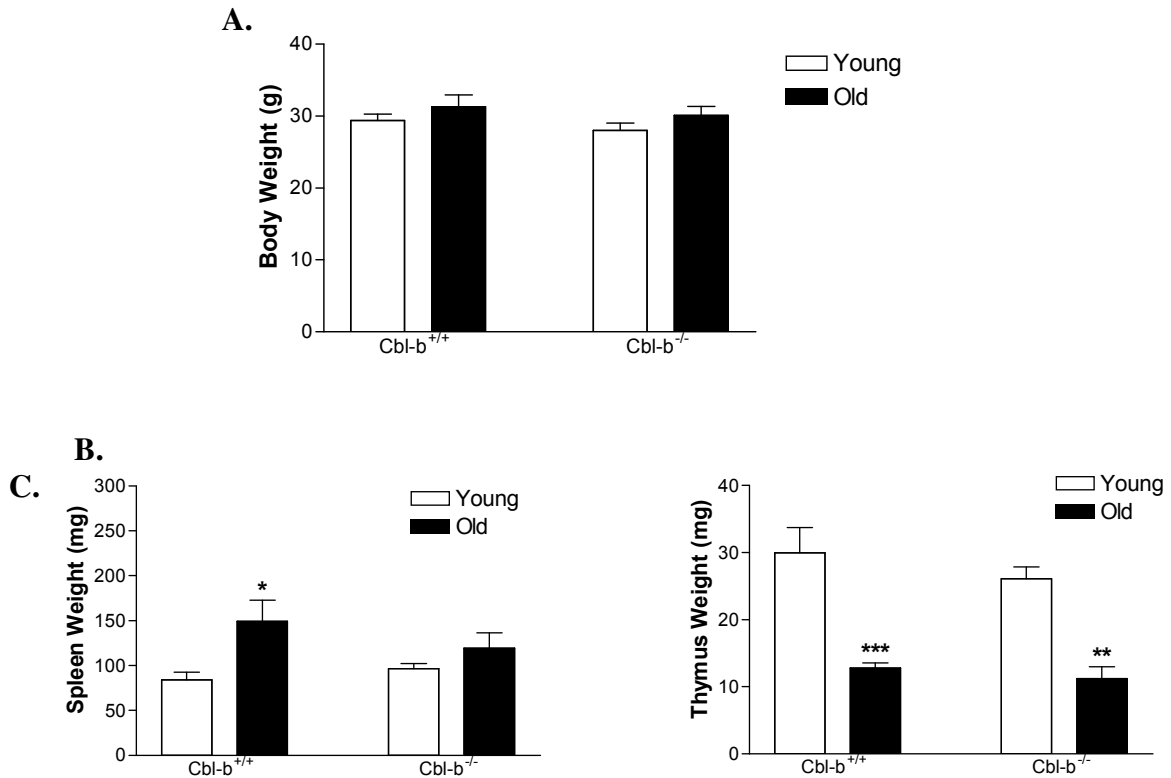 A.
Body Weight (g)
40
30
20
10
0
Cbl-b+/+
Cbl-b-/-
Young
Old
B.
C.
Spleen Weight (mg)
300
250
200
150
100
50
0
*
Cbl-b+/+
Cbl-b-/-
Young
Old
Thymus Weight (mg)
40
30
20
10
0
***
**
Cbl-b+/+
Cbl-b-/-
Young
Old